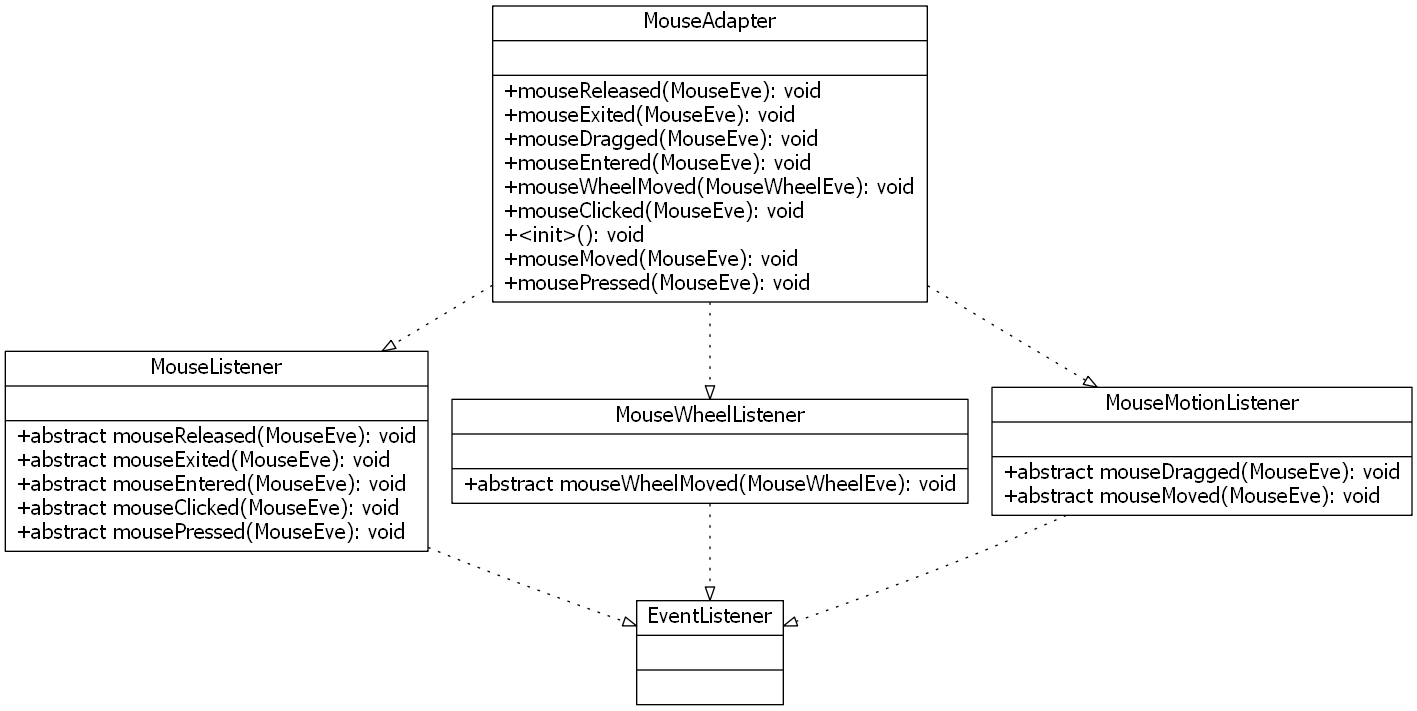 MouseAdapter
+mouseReleased(MouseEve): void
+mouseExited(MouseEve): void
+mouseDragged(MouseEve): void
+mouseEntered(MouseEve): void
+mouseWheelMoved(MouseWheelEve): void
+mouseClicked(MouseEve): void
+<init>(): void
+mouseMoved(MouseEve): void
+mousePressed(MouseEve): void
MouseListener
+abstract mouseReleased(MouseEve): void
+abstract mouseExited(MouseEve): void
+abstract mouseEntered(MouseEve): void
+abstract mouseClicked(MouseEve): void
+abstract mousePressed(MouseEve): void
MouseWheelListener
+abstract mouseWheelMoved(MouseWheelEve): void
MouseMotionListener
+abstract mouseDragged(MouseEve): void
+abstract mouseMoved(MouseEve): void
EventListener